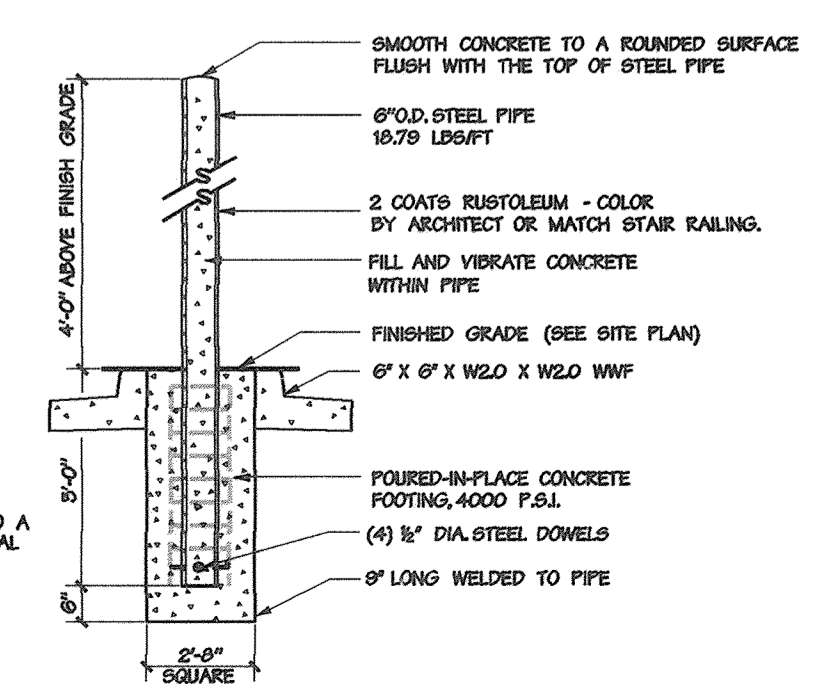 SMOOTH CONCRETE TO A ROUNDED SURFACE
FLUSH WITH THE TOP OF STEEL PIPE
6" O.D. STEEL PIPE
18.79 LBS/FT
2 COATS RUSTOLEUM - COLOR
BY ARCHITECT OR MATCH STAIR RAILING.
FILL AND VIBRATE CONCRETE
WITHIN PIPE
FINISHED GRADE (SEE SITE PLAN)
6" X 6" X W2.0 X W2.0 WWF
POURED-IN-PLACE CONCRETE
FOOTING, 4000 P.S.I.
(4) ½" DIA. STEEL DOWELS
9" LONG WELDED TO PIPE
4'-0" ABOVE FINISH GRADE
3'-0"
6"
2'-8"
SQUARE
A
AL